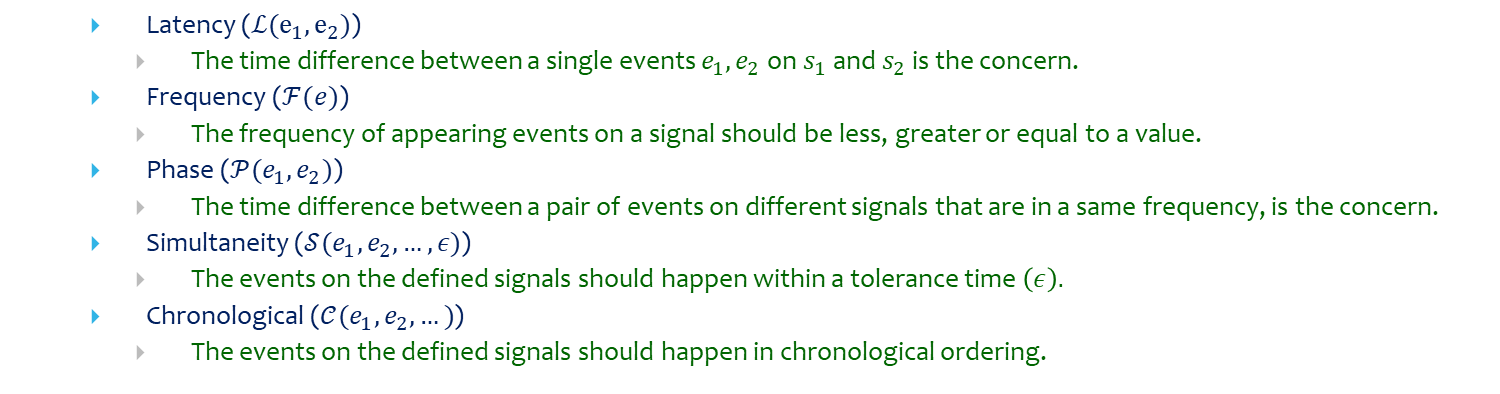 Latency (ℒ(e₁, e₂))
The time difference between a single events e₁, e₂ on s₁ and s₂ is the concern.
Frequency (ℱ(e))
The frequency of appearing events on a signal should be less, greater or equal to a value.
Phase (𝒫(e₁, e₂))
The time difference between a pair of events on different signals that are in a same frequency, is the concern.
Simultaneity (𝒮(e₁, e₂, … , ϵ))
The events on the defined signals should happen within a tolerance time (ϵ).
Chronological (𝒞(e₁, e₂, … ))
The events on the defined signals should happen in chronological ordering.